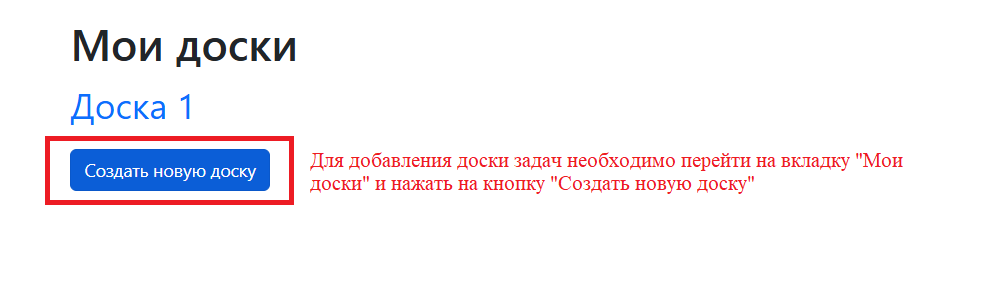 Мои доски
Доска 1
Создать новую доску
Для добавления доски задач необходимо перейти на вкладку "Мои
доски" и нажать на кнопку "Создать новую доску"